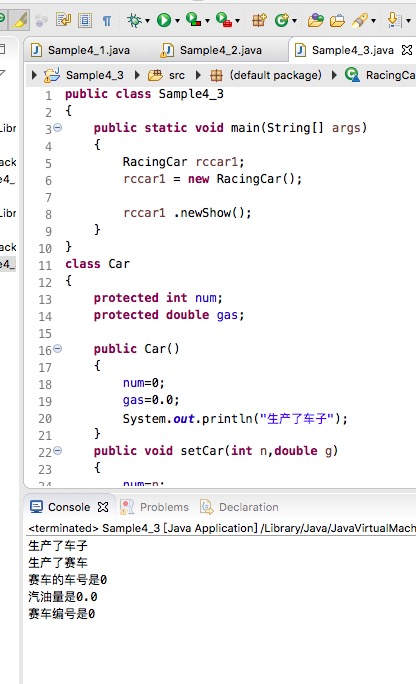 Sample4_1.java Sample4_2.java Sample4_3.java
Sample4_3 src (default package) RacingCa
1 public class Sample4_3
2 {
3 public static void main(String[] args)
4 {
5 RacingCar rccar1;
6 rccar1 = new RacingCar();
7
8 rccar1 .newShow();
9 }
10 }
11 class Car
12 {
13 protected int num;
14 protected double gas;
15
16 public Car()
17 {
18 num=0;
19 gas=0.0;
20 System.out.println("生产了车子");
21 }
22 public void setCar(int n,double g)
23 {
24 num=n;
Console Problems Declaration
<terminated> Sample4_3 [Java Application] /Library/Java/JavaVirtualMach
生产了车子
生产了赛车
赛车的车号是0
汽油量是0.0
赛车编号是0